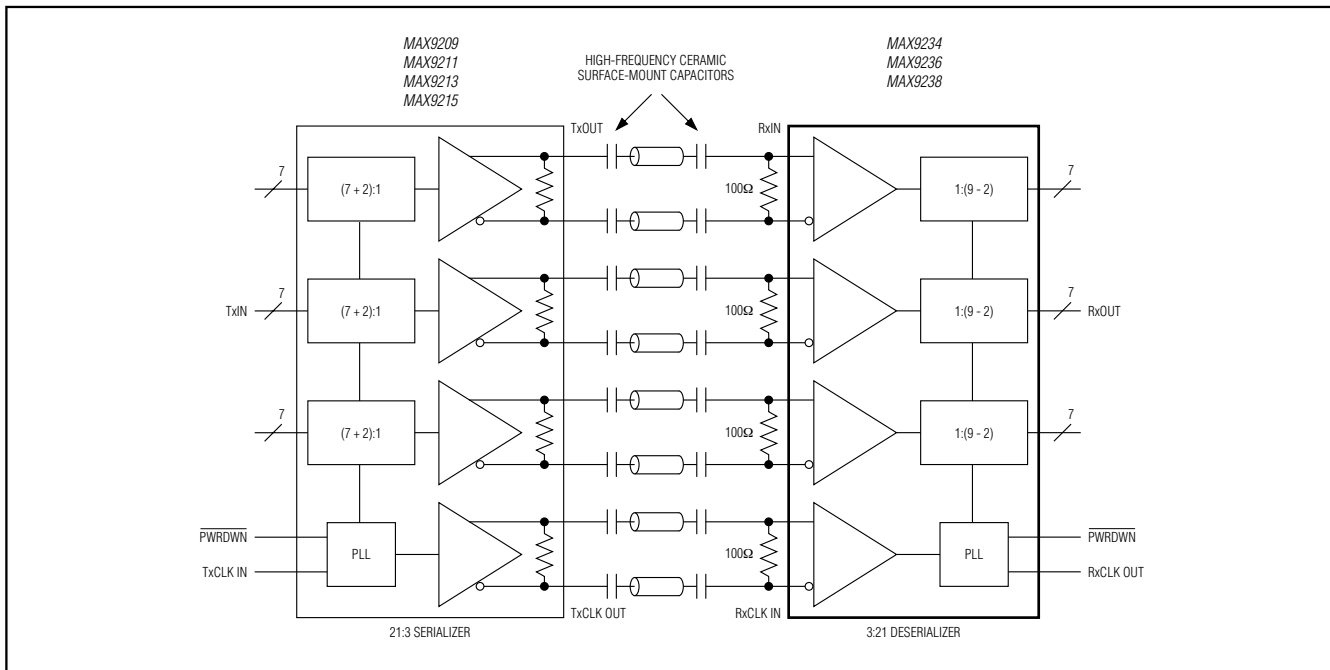 MAX9209
MAX9211
MAX9213
MAX9215
HIGH-FREQUENCY CERAMIC
SURFACE-MOUNT CAPACITORS
MAX9234
MAX9236
MAX9238
TxOUT
RxIN
7
(7 + 2):1
100Ω
1:(9 - 2)
7
TxIN
7
(7 + 2):1
100Ω
1:(9 - 2)
7
RxOUT
7
(7 + 2):1
100Ω
1:(9 - 2)
7
PWRDWN
TxCLK IN
PLL
100Ω
PLL
PWRDWN
RxCLK OUT
TxCLK OUT
RxCLK IN
21:3 SERIALIZER
3:21 DESERIALIZER